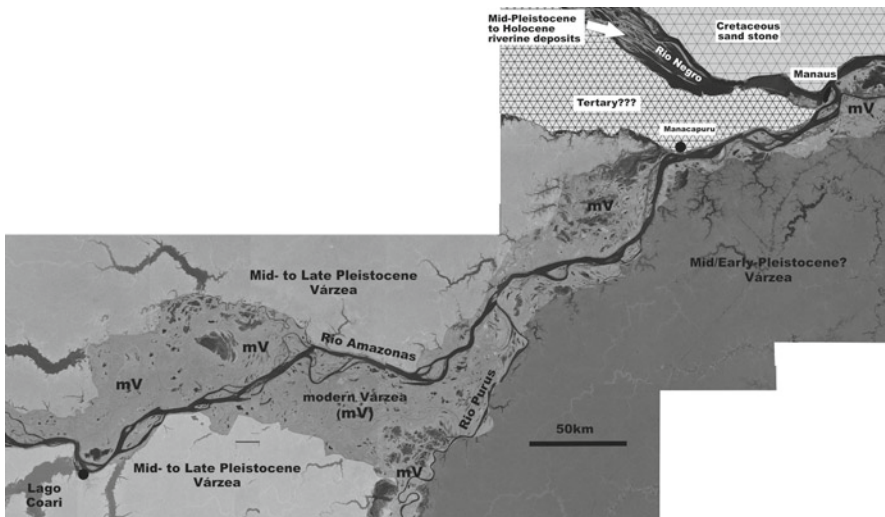 Mid-Pleistocene
to Holocene
riverine deposits
Cretaceous
sand stone
Rio Negro
Manaus
Tertary???
mV
Manacapuru
mV
Mid/Early-Pleistocene?
Várzea
Mid- to Late Pleistocene
Várzea
Rio Amazonas
mV
mV
modern Várzea
(mV)
Rio Purus
50km
Mid- to Late Pleistocene
Várzea
mV
Lago
Coari